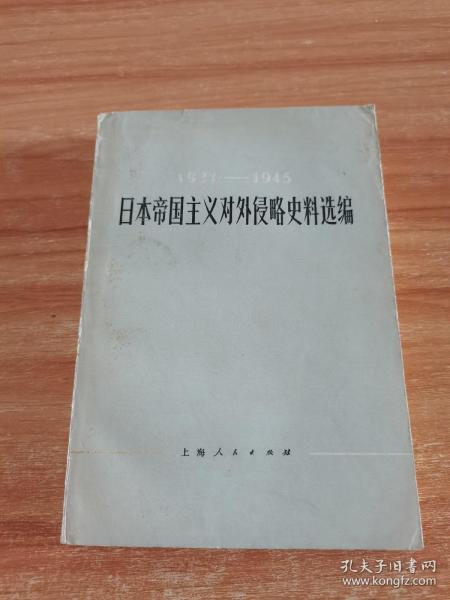 1931——1945
日本帝国主义对外侵略史料选编
上海人民出版社
孔夫子旧书网
www.kongfz.com